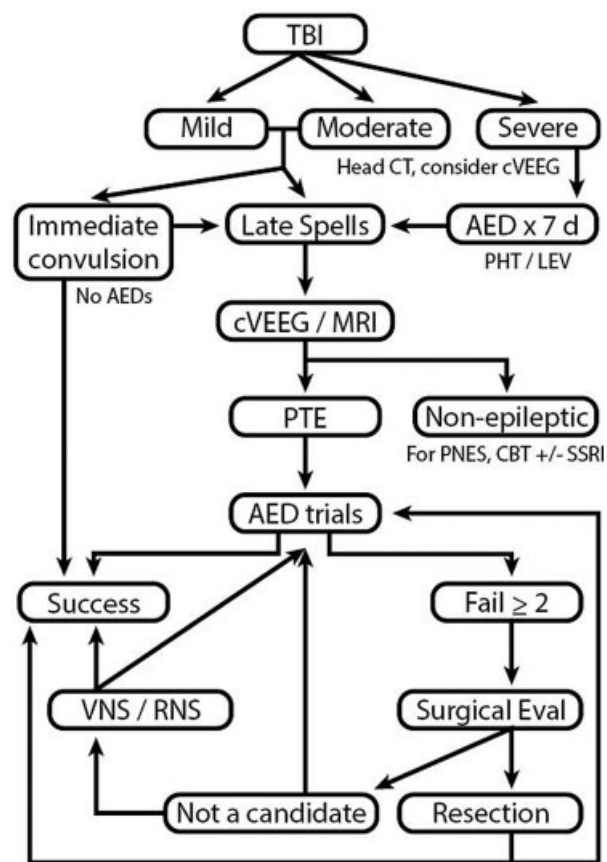 TBI
Mild
Moderate
Severe
Head CT, consider cVEEG
Immediate
convulsion
Late Spells
AED x 7 d
No AEDs
PHT / LEV
cVEEG / MRI
PTE
Non-epileptic
For PNES, CBT +/- SSRI
AED trials
Success
Fail ≥ 2
VNS / RNS
Surgical Eval
Not a candidate
Resection